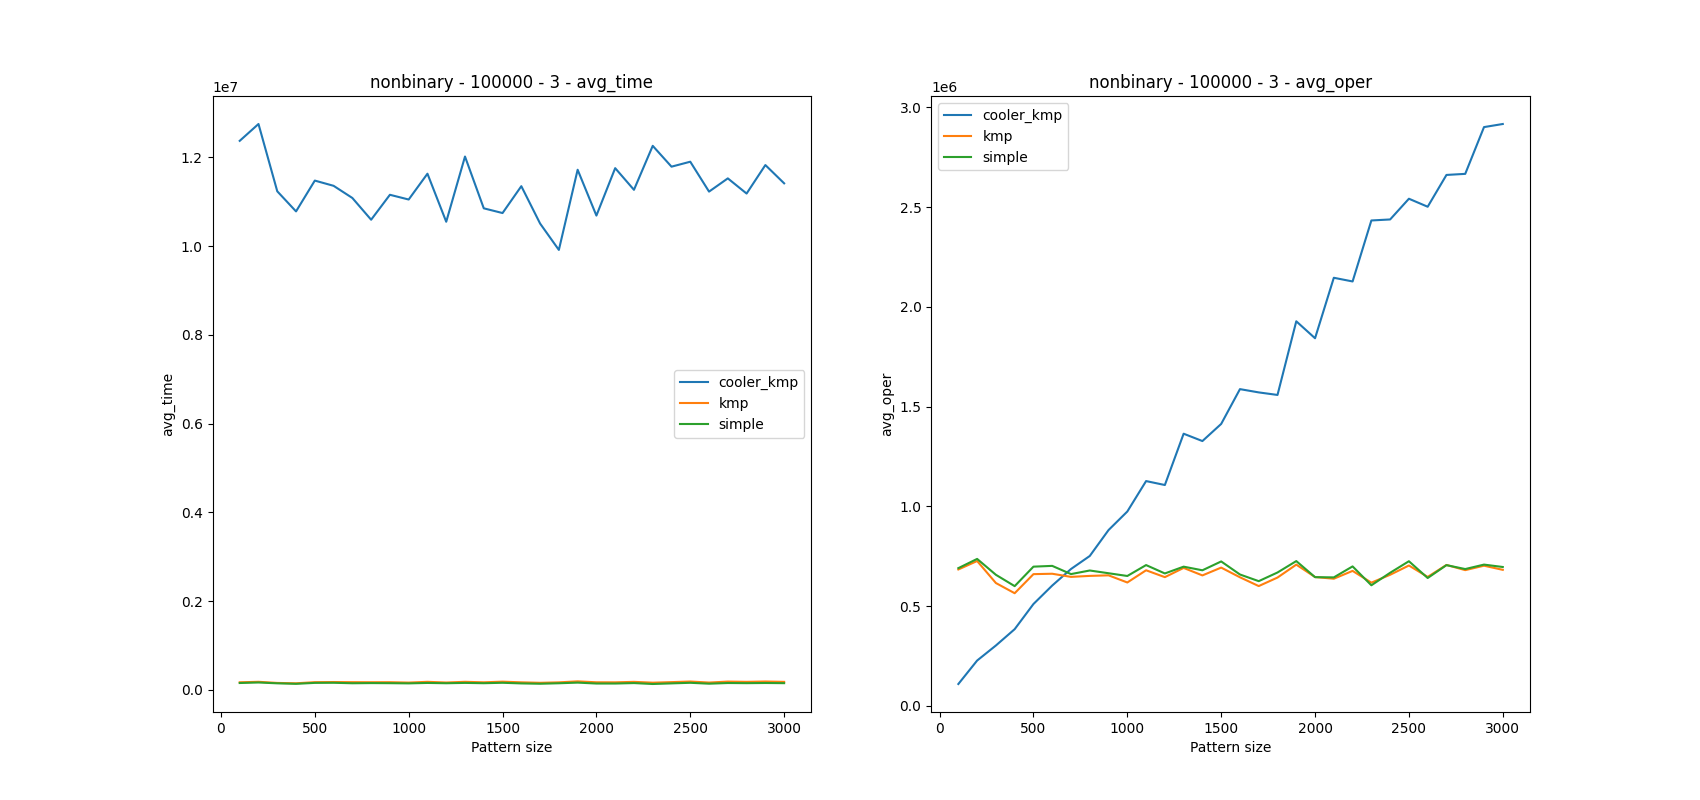 nonbinary - 100000 - 3 - avg_time
1e7
1.2
1.0
0.8
0.6
0.4
0.2
0.0
avg_time
cooler_kmp
kmp
simple
0 500 1000 1500 2000 2500 3000
Pattern size
nonbinary - 100000 - 3 - avg_oper
1e6
3.0
2.5
2.0
1.5
1.0
0.5
0.0
avg_oper
cooler_kmp
kmp
simple
0 500 1000 1500 2000 2500 3000
Pattern size